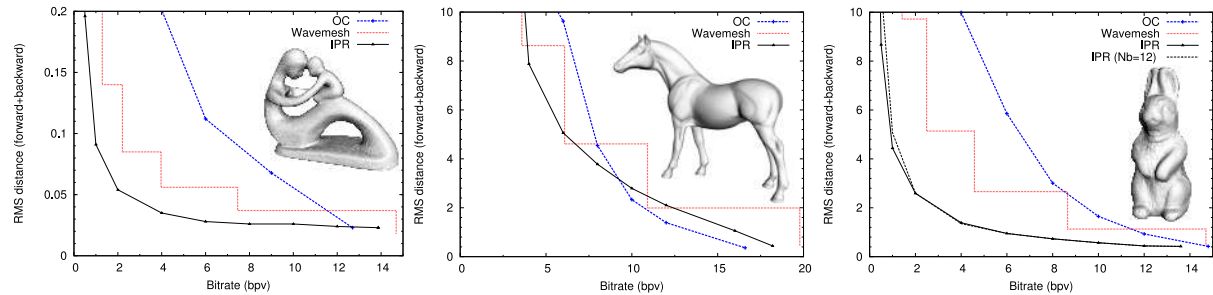 OC
Wavemesh
IPR
RMS distance (forward+backward)
0.2
0.15
0.1
0.05
0
0 2 4 6 8 10 12 14
Bitrate (bpv)
OC
Wavemesh
IPR
RMS distance (forward+backward)
10
8
6
4
2
0
5 10 15 20
Bitrate (bpv)
OC
Wavemesh
IPR
IPR (Nb=12)
RMS distance (forward+backward)
10
8
6
4
2
0
0 2 4 6 8 10 12 14
Bitrate (bpv)